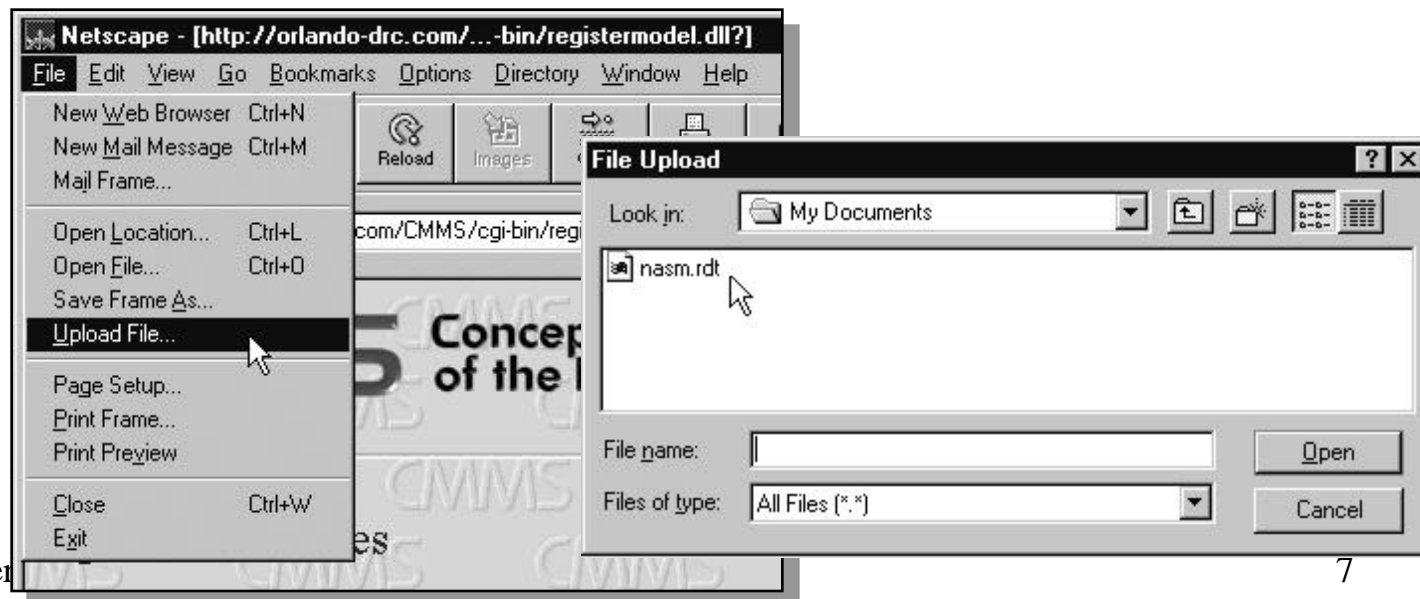 Netscape - [http://orlando-drc.com/...-bin/registermodel.dll?]
File Edit View Go Bookmarks Options Directory Window Help
New Web Browser Ctrl+N
New Mail Message Ctrl+M
Mail Frame...
Open Location... Ctrl+L
Open File... Ctrl+O
Save Frame As...
Upload File...
Page Setup...
Print Frame...
Print Preview
Close Ctrl+W
Exit
Reload
Images
com/CMMS/cgi-bin/regi
S Concep
of the
CMMS
es
File Upload
Look in: My Documents
nasm.rdt
File name:
Open
Files of type: All Files (*.*)
Cancel
7